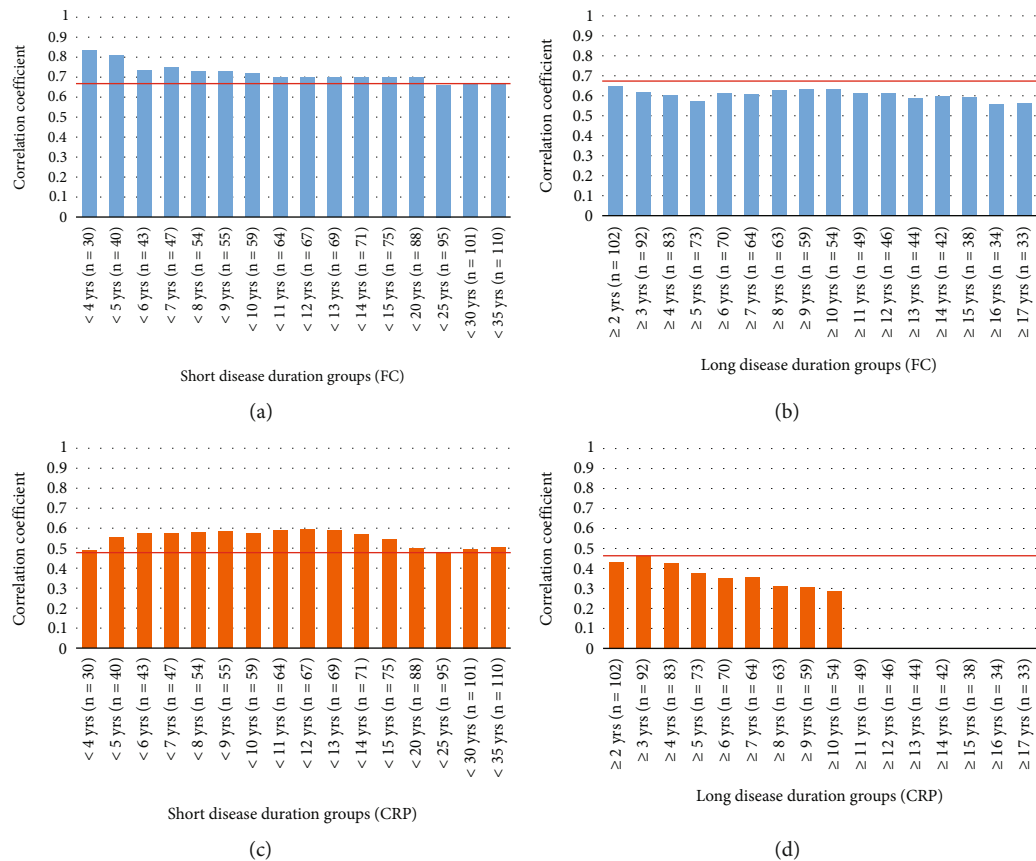 1
0.9
0.8
0.7
0.6
0.5
0.4
0.3
0.2
0.1
0
Correlation coefficient
< 4 yrs (n = 30)
< 5 yrs (n = 40)
< 6 yrs (n = 43)
< 7 yrs (n = 47)
< 8 yrs (n = 54)
< 9 yrs (n = 55)
< 10 yrs (n = 59)
< 11 yrs (n = 64)
< 12 yrs (n = 67)
< 13 yrs (n = 69)
< 14 yrs (n = 71)
< 15 yrs (n = 75)
< 20 yrs (n = 88)
< 25 yrs (n = 95)
< 30 yrs (n = 101)
< 35 yrs (n = 110)
Short disease duration groups (FC)
(a)
1
0.9
0.8
0.7
0.6
0.5
0.4
0.3
0.2
0.1
0
Correlation coefficient
≥ 2 yrs (n = 102)
≥ 3 yrs (n = 92)
≥ 4 yrs (n = 83)
≥ 5 yrs (n = 73)
≥ 6 yrs (n = 70)
≥ 7 yrs (n = 64)
≥ 8 yrs (n = 63)
≥ 9 yrs (n = 59)
≥ 10 yrs (n = 54)
≥ 11 yrs (n = 49)
≥ 12 yrs (n = 46)
≥ 13 yrs (n = 44)
≥ 14 yrs (n = 42)
≥ 15 yrs (n = 38)
≥ 16 yrs (n = 34)
≥ 17 yrs (n = 33)
Long disease duration groups (FC)
(b)
1
0.9
0.8
0.7
0.6
0.5
0.4
0.3
0.2
0.1
0
Correlation coefficient
< 4 yrs (n = 30)
< 5 yrs (n = 40)
< 6 yrs (n = 43)
< 7 yrs (n = 47)
< 8 yrs (n = 54)
< 9 yrs (n = 55)
< 10 yrs (n = 59)
< 11 yrs (n = 64)
< 12 yrs (n = 67)
< 13 yrs (n = 69)
< 14 yrs (n = 71)
< 15 yrs (n = 75)
< 20 yrs (n = 88)
< 25 yrs (n = 95)
< 30 yrs (n = 101)
< 35 yrs (n = 110)
Short disease duration groups (CRP)
(c)
1
0.9
0.8
0.7
0.6
0.5
0.4
0.3
0.2
0.1
0
Correlation coefficient
≥ 2 yrs (n = 102)
≥ 3 yrs (n = 92)
≥ 4 yrs (n = 83)
≥ 5 yrs (n = 73)
≥ 6 yrs (n = 70)
≥ 7 yrs (n = 64)
≥ 8 yrs (n = 63)
≥ 9 yrs (n = 59)
≥ 10 yrs (n = 54)
≥ 11 yrs (n = 49)
≥ 12 yrs (n = 46)
≥ 13 yrs (n = 44)
≥ 14 yrs (n = 42)
≥ 15 yrs (n = 38)
≥ 16 yrs (n = 34)
≥ 17 yrs (n = 33)
Long disease duration groups (CRP)
(d)